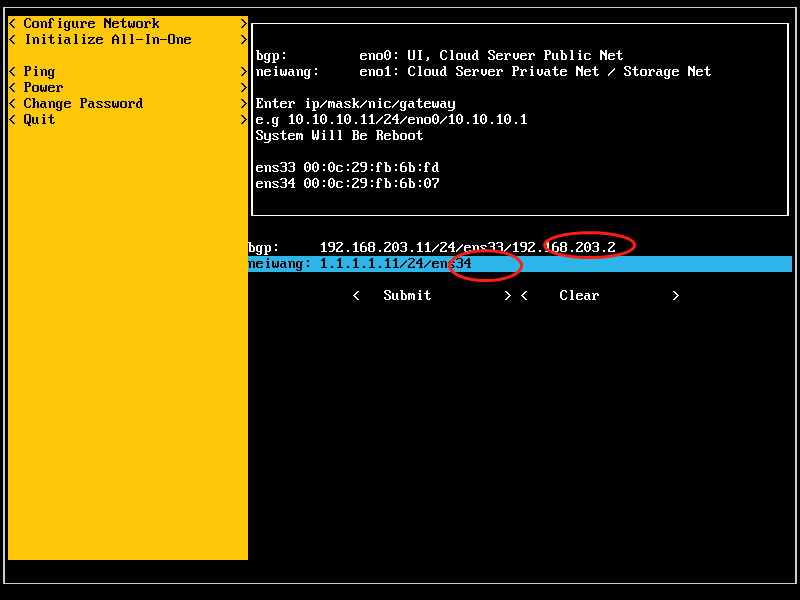 < Configure Network >
< Initialize All-In-One >
< Ping >
< Power >
< Change Password >
< Quit >
bgp: eno0: UI, Cloud Server Public Net
neiwang: eno1: Cloud Server Private Net / Storage Net
Enter ip/mask/nic/gateway
e.g 10.10.10.11/24/eno0/10.10.10.1
System Will Be Reboot
ens33 00:0c:29:fb:6b:fd
ens34 00:0c:29:fb:6b:07
bgp: 192.168.203.11/24/ens33/192.168.203.2
neiwang: 1.1.1.1.11/24/ens34
< Submit > < Clear >